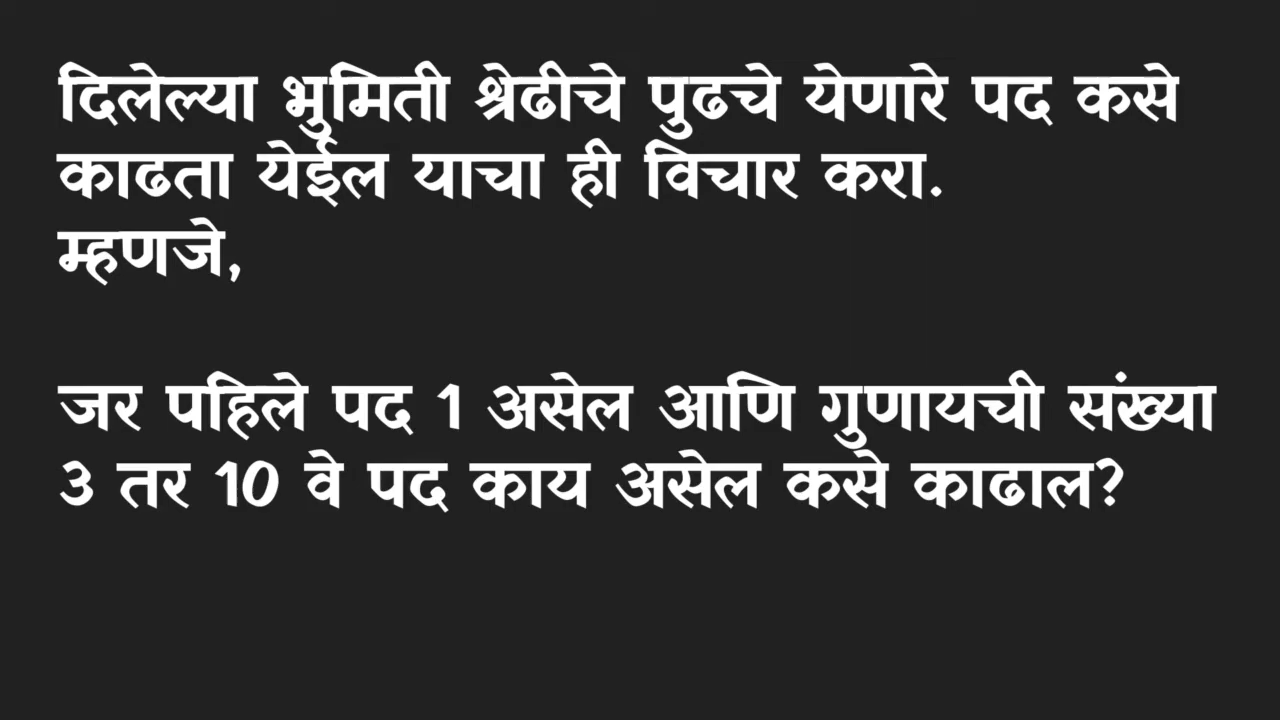 दिलेल्या भुमिती श्रेढीचे पुढचे येणारे पद कसे
काढता येईल याचा ही विचार करा.
म्हणजे,
जर पहिले पद 1 असेल आणि गुणायची संख्या
3 तर 10 वे पद काय असेल कसे काढाल?